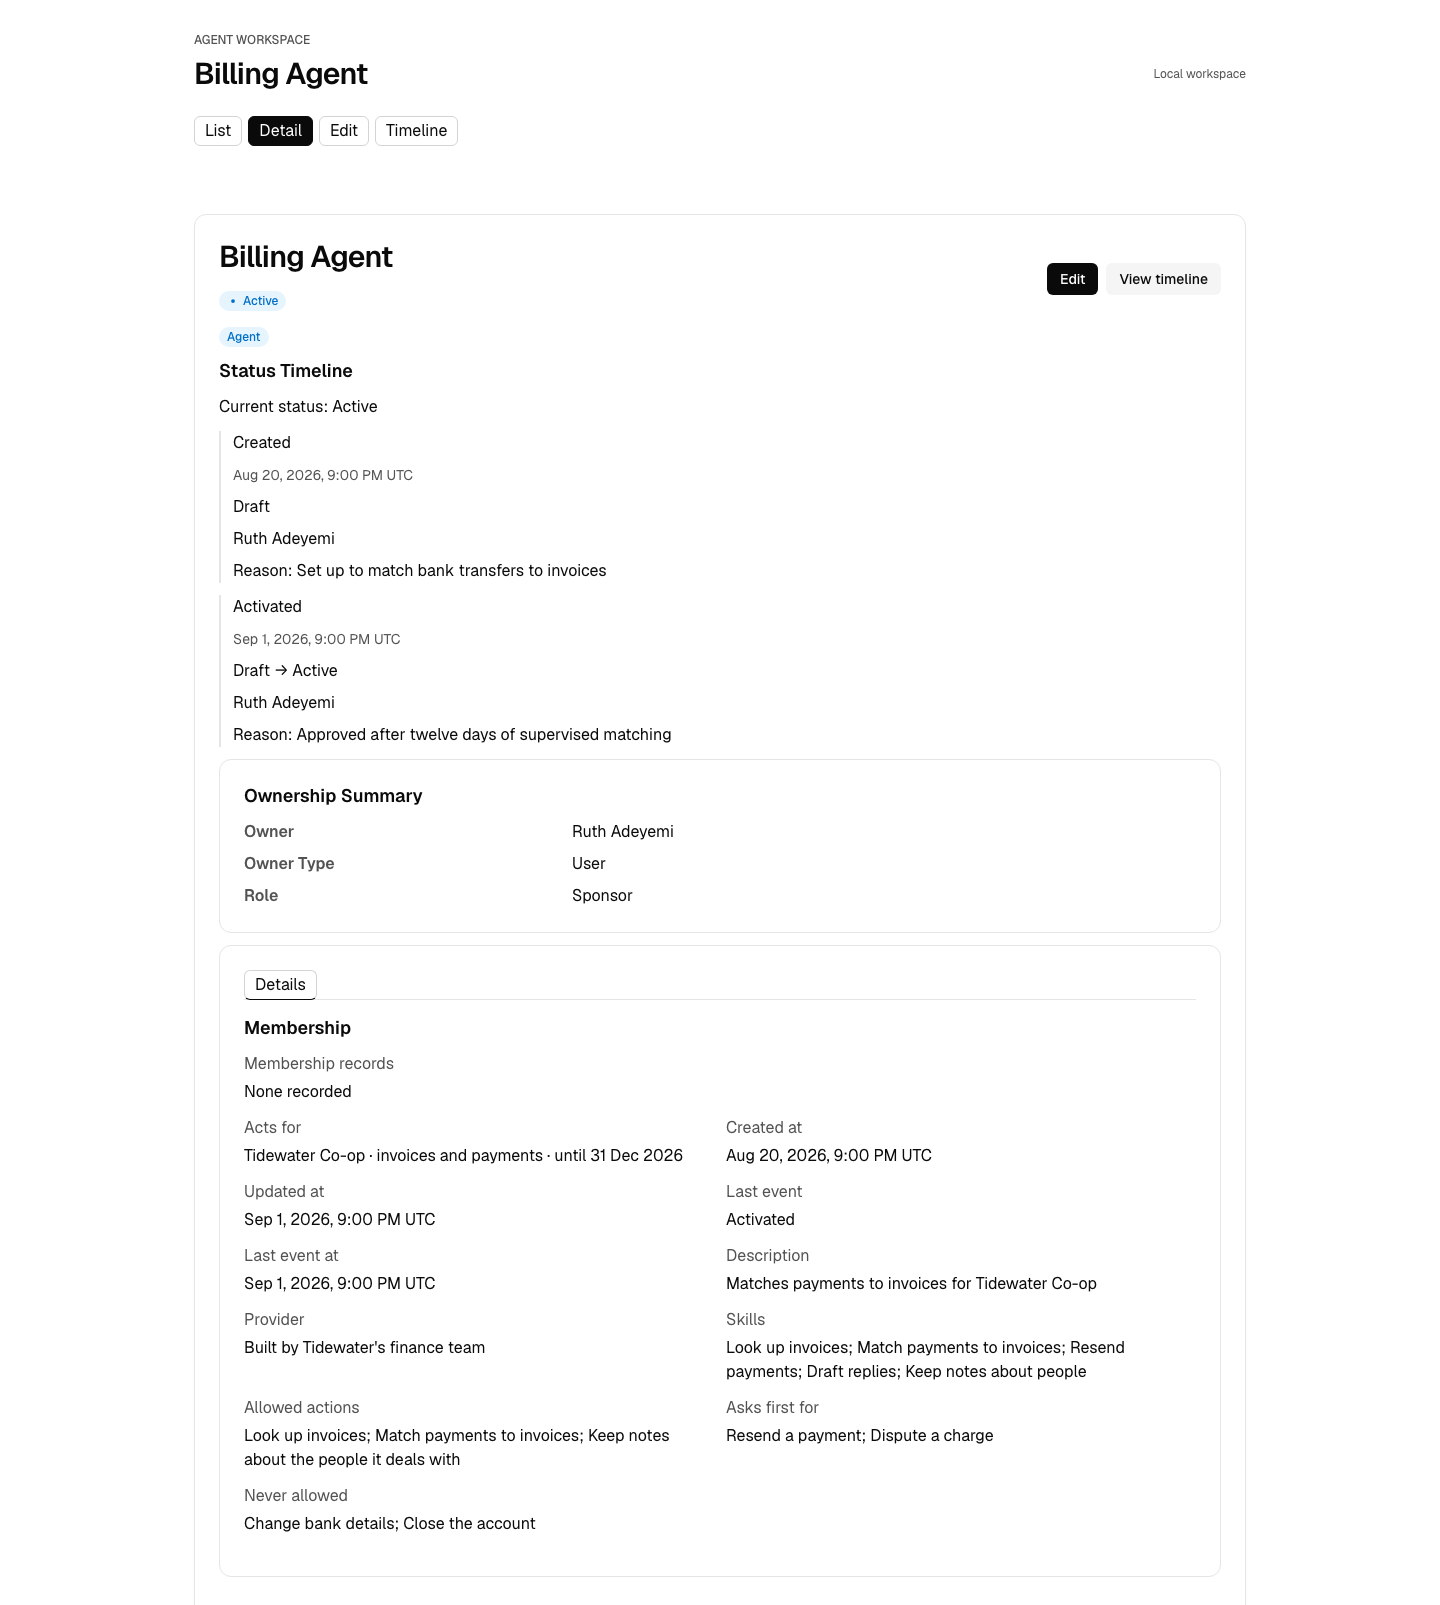 AGENT WORKSPACE
Billing Agent
Local workspace
List
Detail
Edit
Timeline
Billing Agent
Edit
View timeline
• Active
Agent
Status Timeline
Current status: Active
Created
Aug 20, 2026, 9:00 PM UTC
Draft
Ruth Adeyemi
Reason: Set up to match bank transfers to invoices
Activated
Sep 1, 2026, 9:00 PM UTC
Draft → Active
Ruth Adeyemi
Reason: Approved after twelve days of supervised matching
Ownership Summary
Owner
Ruth Adeyemi
Owner Type
User
Role
Sponsor
Details
Membership
Membership records
None recorded
Acts for
Tidewater Co-op · invoices and payments · until 31 Dec 2026
Created at
Aug 20, 2026, 9:00 PM UTC
Updated at
Sep 1, 2026, 9:00 PM UTC
Last event
Activated
Last event at
Sep 1, 2026, 9:00 PM UTC
Description
Matches payments to invoices for Tidewater Co-op
Provider
Built by Tidewater's finance team
Skills
Look up invoices; Match payments to invoices; Resend
payments; Draft replies; Keep notes about people
Allowed actions
Look up invoices; Match payments to invoices; Keep notes
about the people it deals with
Asks first for
Resend a payment; Dispute a charge
Never allowed
Change bank details; Close the account